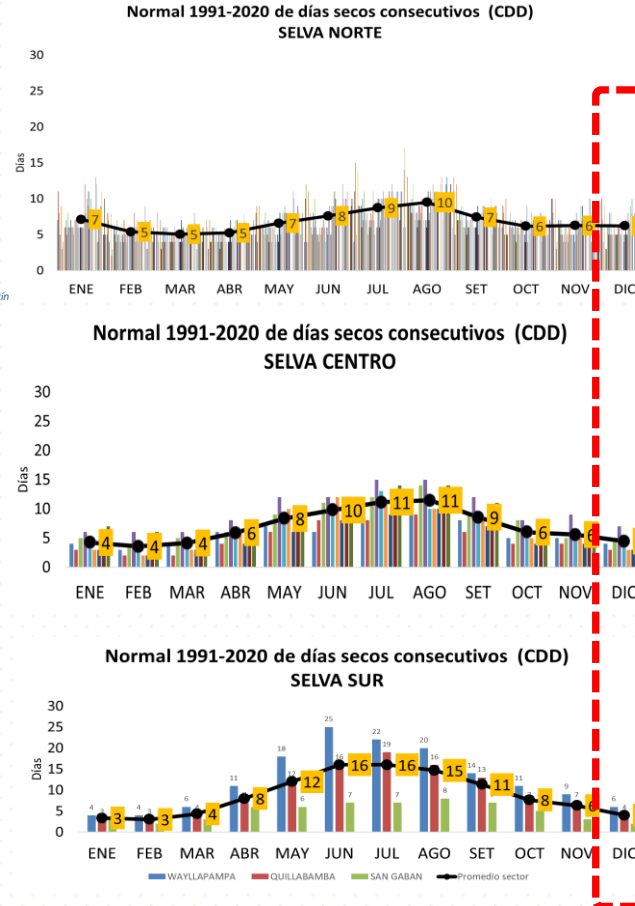 Normal 1991-2020 de días secos consecutivos (CDD)
SELVA NORTE
Días
30
25
20
15
10
5
0
7 5 5 5 7 8 9 10 7 6 6
ENE FEB MAR ABR MAY JUN JUL AGO SET OCT NOV DIC
Normal 1991-2020 de días secos consecutivos (CDD)
SELVA CENTRO
Días
30
25
20
15
10
5
0
4 4 4 6 8 10 11 11 9 6 6
ENE FEB MAR ABR MAY JUN JUL AGO SET OCT NOV DIC
Normal 1991-2020 de días secos consecutivos (CDD)
SELVA SUR
Días
30
25
20
15
10
5
0
4 4 6 11 18 25 22 20 14 11 9 6
3 3 4 12 16 19 16 13 7 7 4
6 7 7 8
3 3 4 8 12 16 16 15 11 8 6
ENE FEB MAR ABR MAY JUN JUL AGO SET OCT NOV DIC
WAYLLAPAMPA QUILLABAMBA SAN GABAN Promedio sector